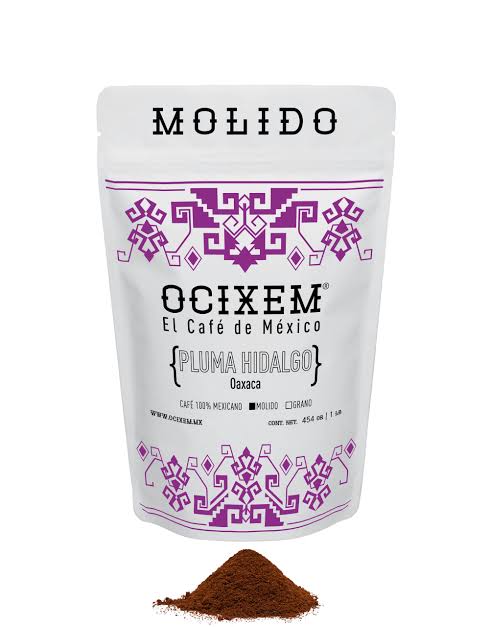 MOLIDO
OCIXEM®
El Café de México
{PLUMA HIDALGO}
Oaxaca
CAFÉ 100% MEXICANO ■MOLIDO □GRANO
WWW.OCIXEM.MX CONT. NET. 454 GR | 1 LB